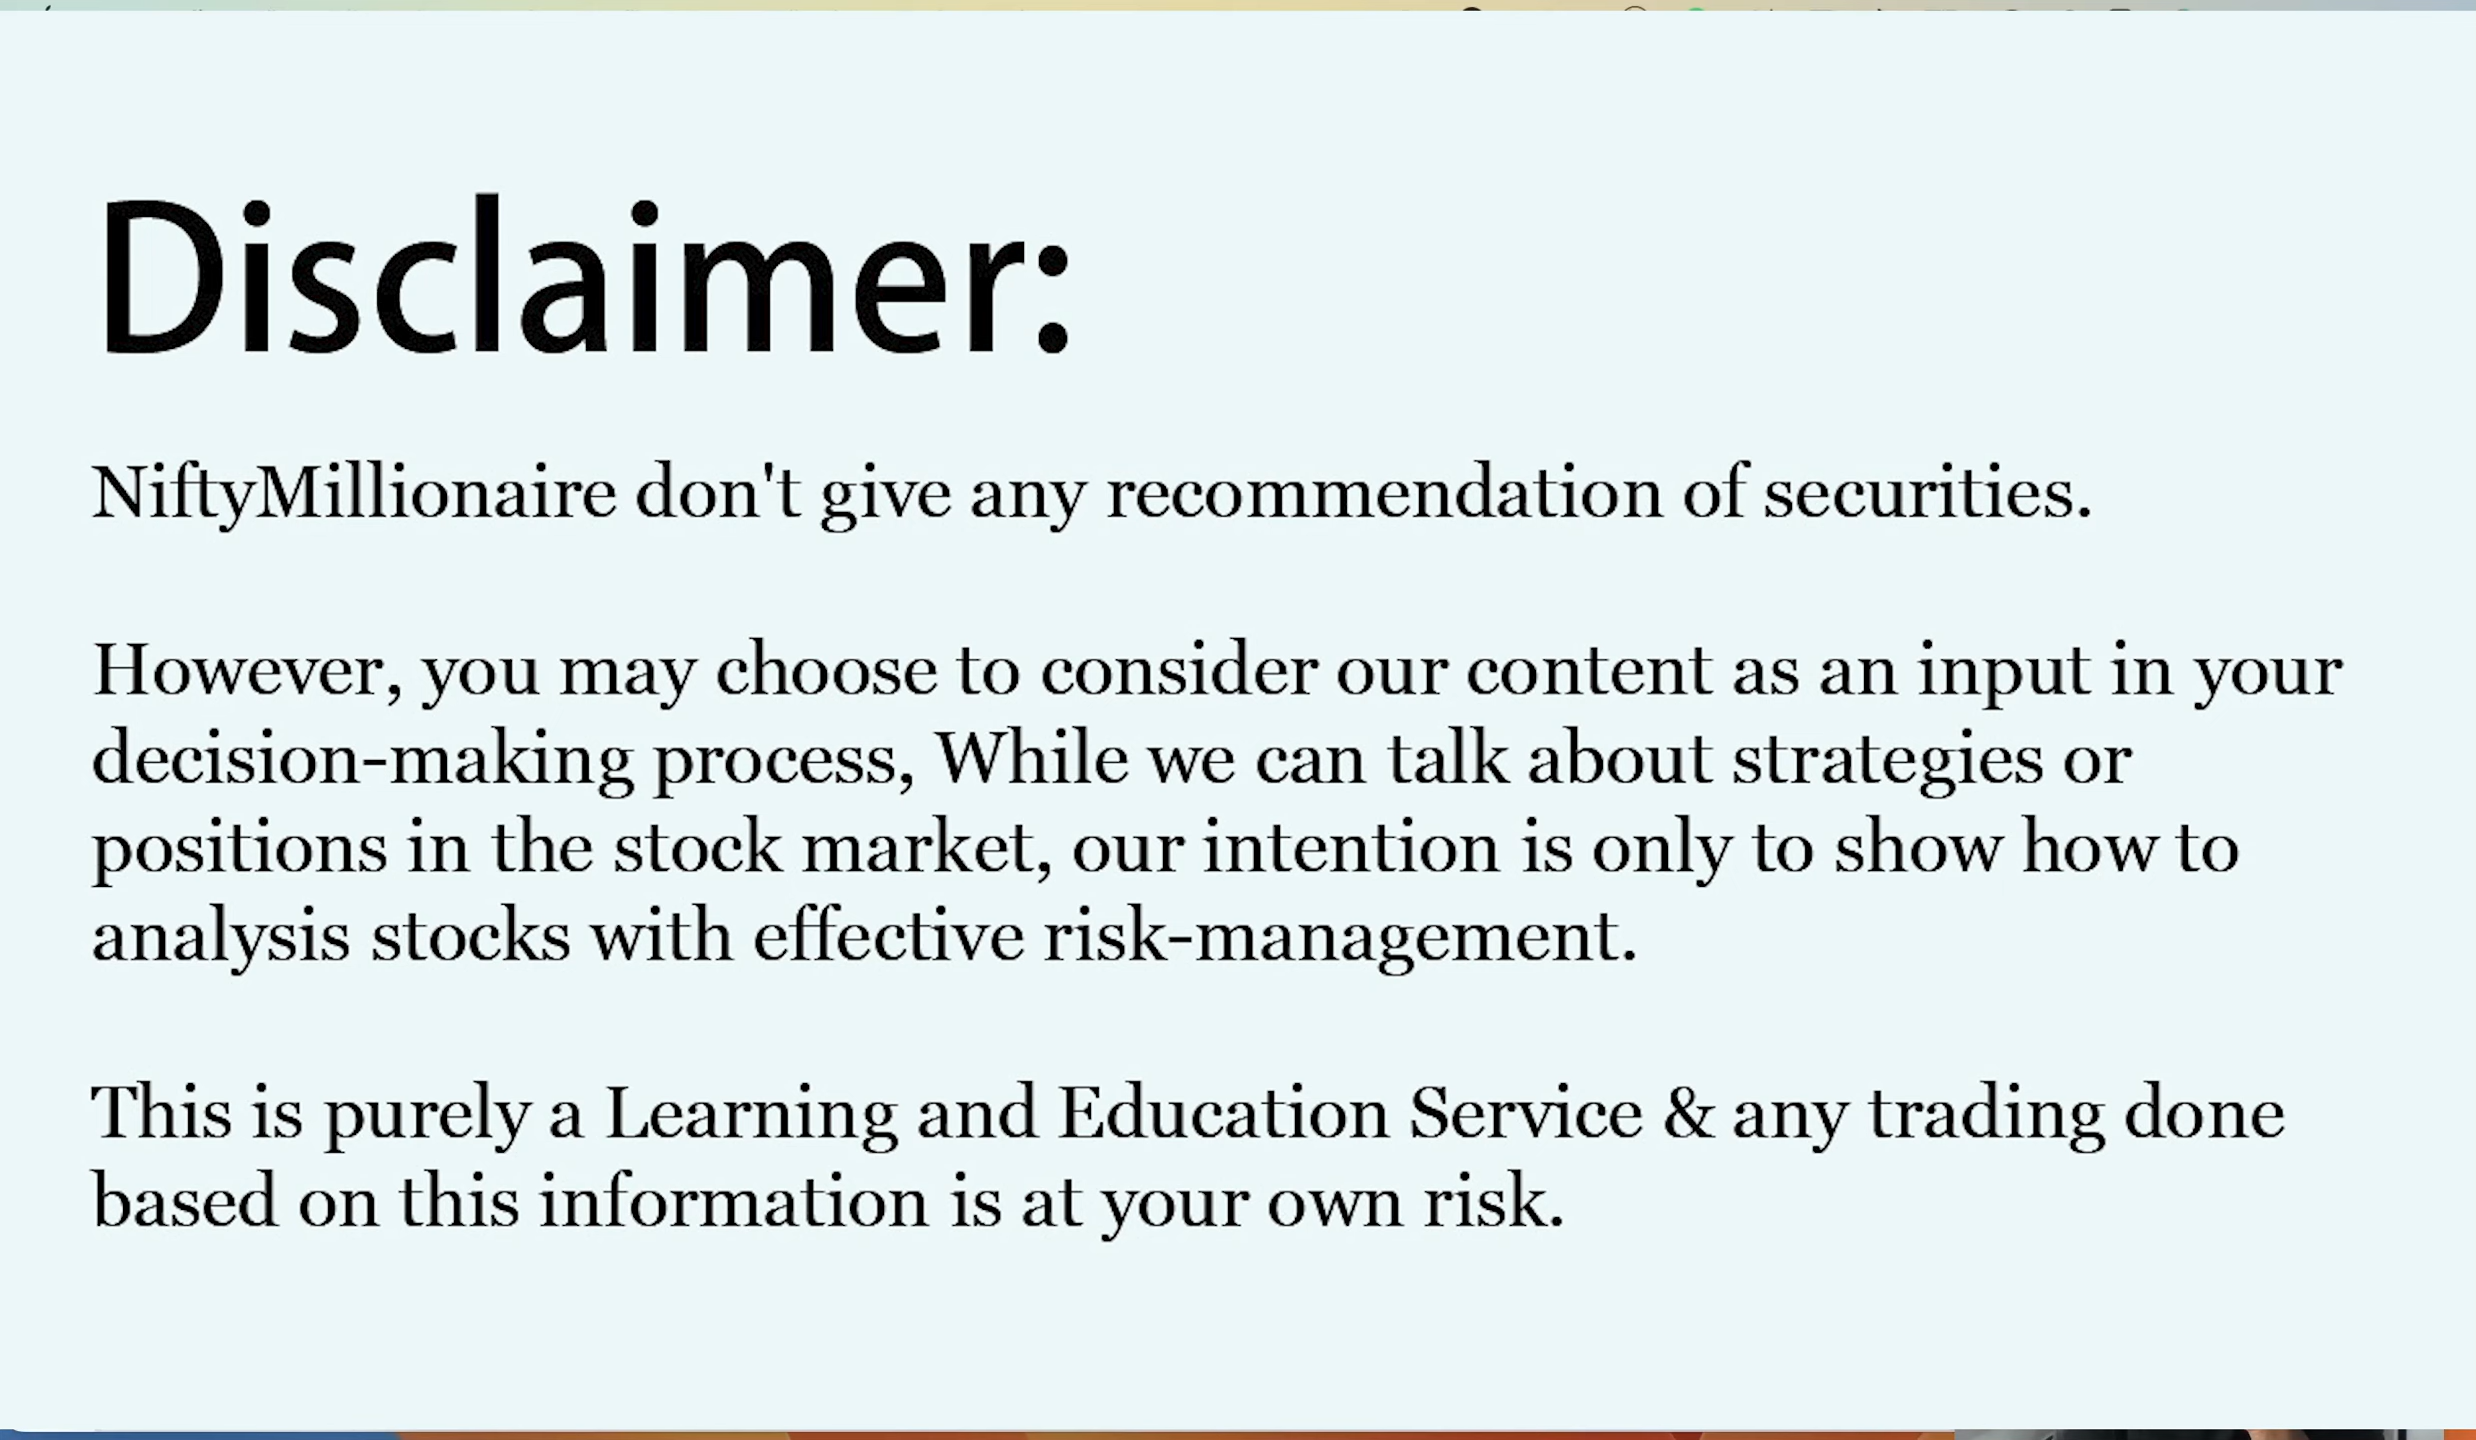 Disclaimer:
NiftyMillionaire don't give any recommendation of securities.
However, you may choose to consider our content as an input in your
decision-making process, While we can talk about strategies or
positions in the stock market, our intention is only to show how to
analysis stocks with effective risk-management.
This is purely a Learning and Education Service & any trading done
based on this information is at your own risk.